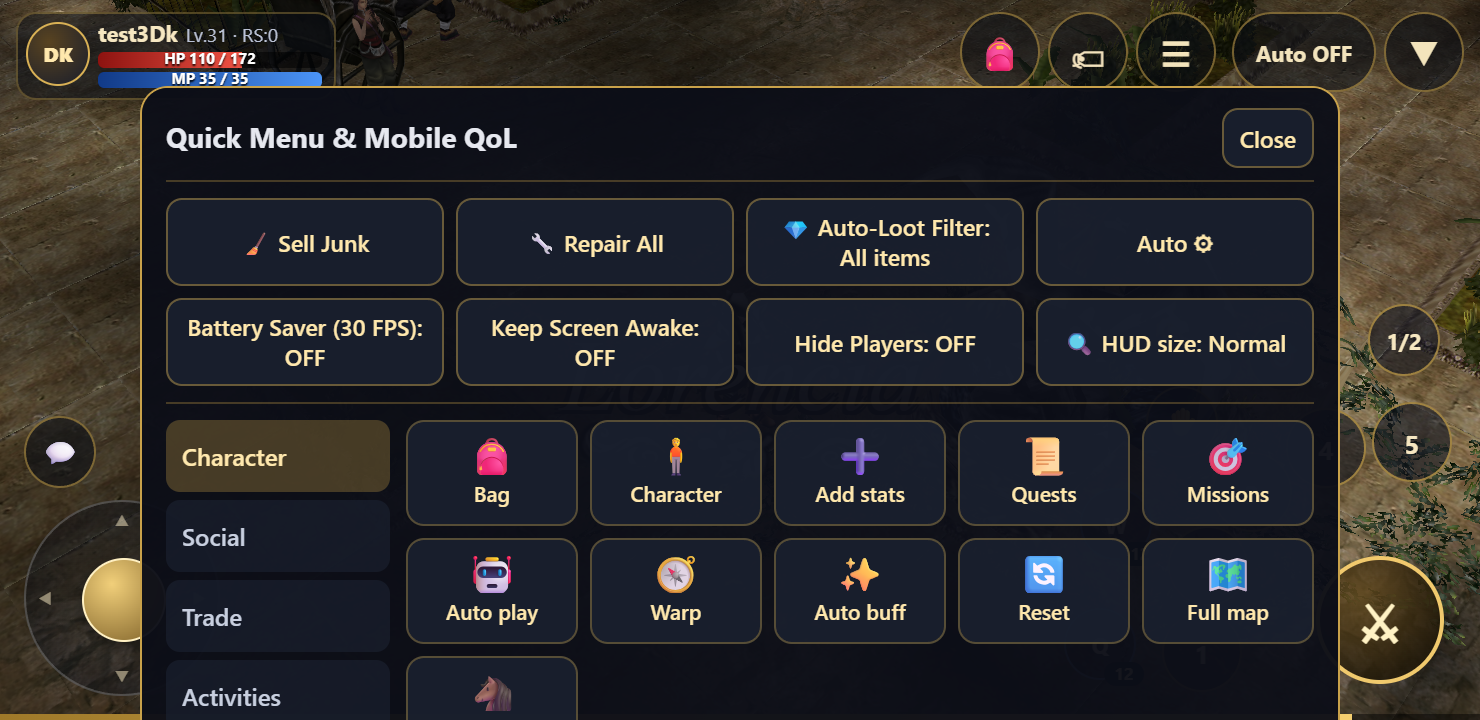 DK
test3Dk Lv.31 · RS:0
HP 110 / 172
MP 35 / 35
Auto OFF
Quick Menu & Mobile QoL
Close
Sell Junk
Repair All
Auto-Loot Filter:
All items
Auto
Battery Saver (30 FPS):
OFF
Keep Screen Awake:
OFF
Hide Players: OFF
HUD size: Normal
1/2
4
5
Character
Social
Trade
Activities
Bag
Character
Add stats
Quests
Missions
Auto play
Warp
Auto buff
Reset
Full map
Q
12
1